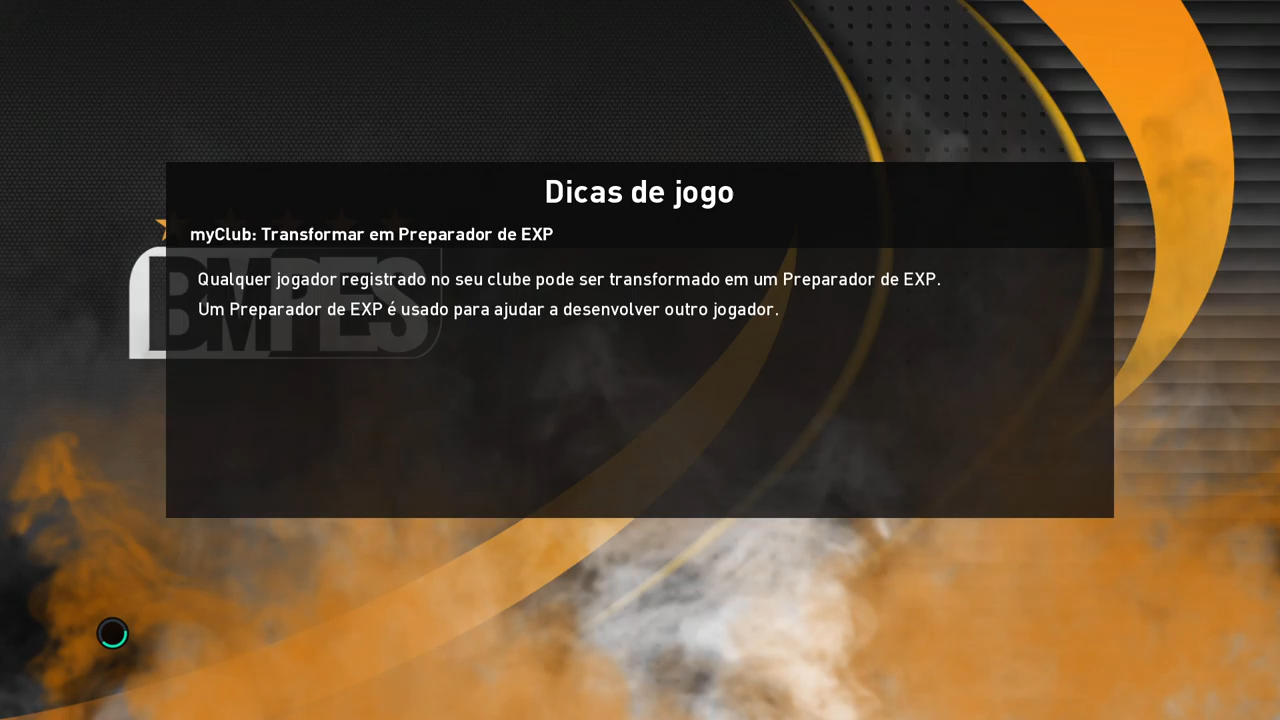 Dicas de jogo
myClub: Transformar em Preparador de EXP
Qualquer jogador registrado no seu clube pode ser transformado em um Preparador de EXP.
Um Preparador de EXP é usado para ajudar a desenvolver outro jogador.
BMPES